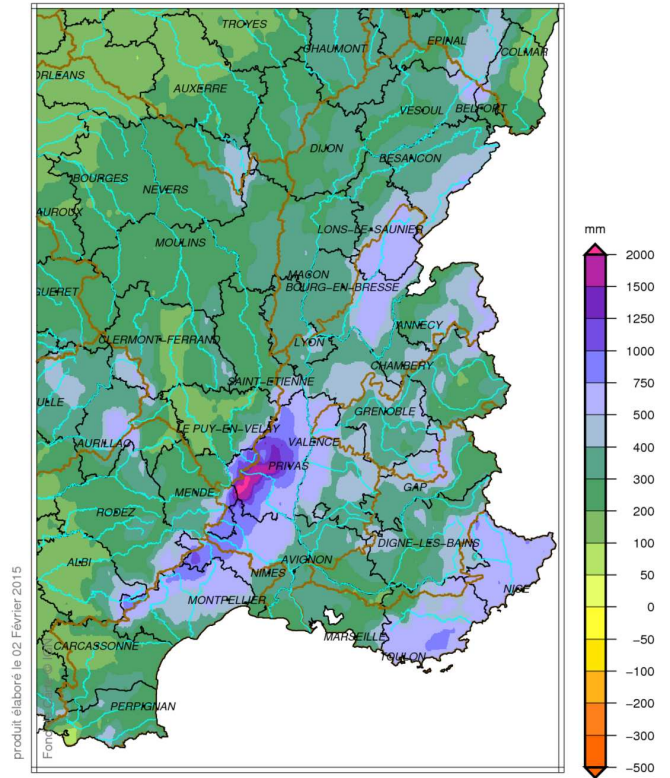 TROYES
EPINAL
CHAUMONT
COLMAR
ORLEANS
AUXERRE
VESOUL
BELFORT
DIJON
BESANCON
BOURGES
NEVERS
LONS-LE-SAUNIER
MOULINS
MACON
BOURG-EN-BRESSE
ANNECY
CLERMONT-FERRAND
LYON
CHAMBERY
SAINT-ETIENNE
GRENOBLE
AURILLAC
LE PUY-EN-VELAY
VALENCE
PRIVAS
MENDE
GAP
RODEZ
DIGNE-LES-BAINS
ALBI
AVIGNON
NIMES
NICE
MONTPELLIER
MARSEILLE
CARCASSONNE
TOULON
PERPIGNAN
produit élaboré le 02 Février 2015
mm
2000
1500
1250
1000
750
500
400
300
200
100
50
0
−50
−100
−200
−300
−500